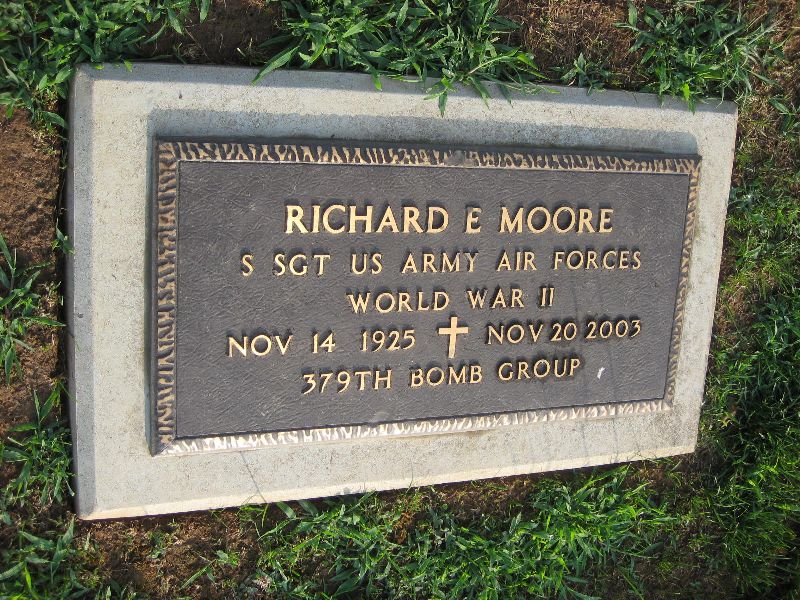 RICHARD E MOORE
S SGT US ARMY AIR FORCES
WORLD WAR II
NOV 14 1925 NOV 20 2003
379TH BOMB GROUP